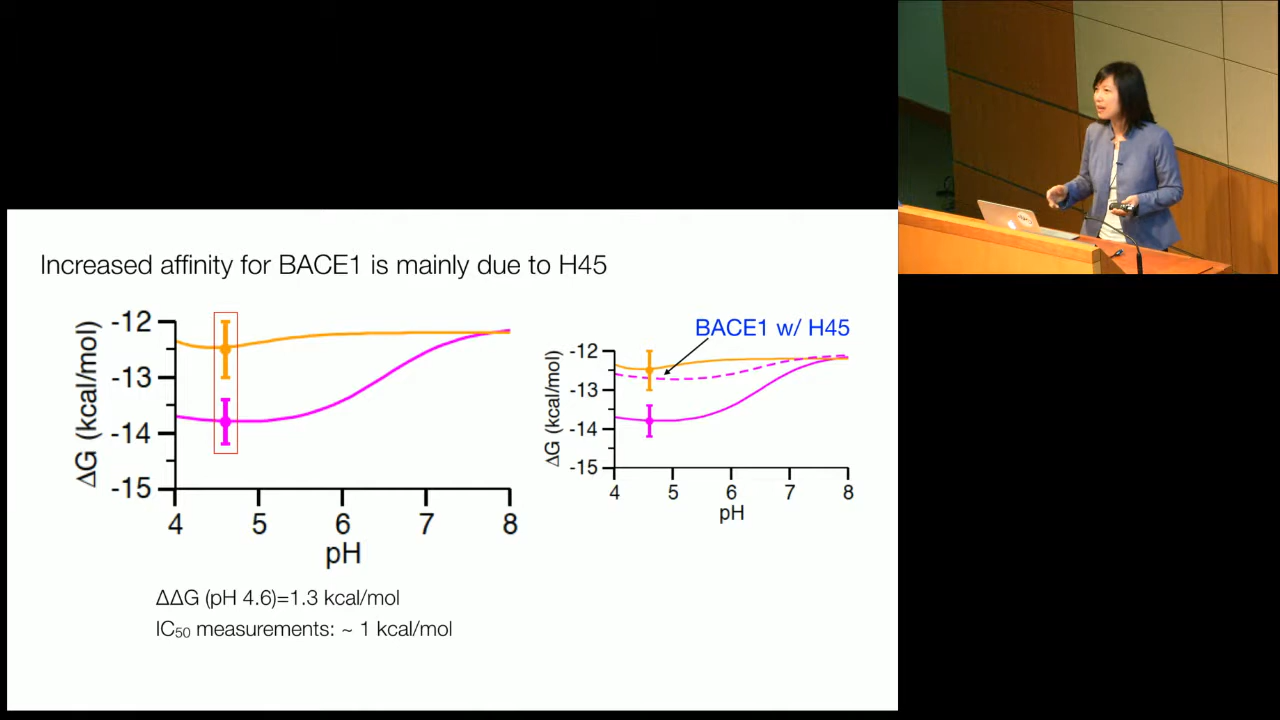 Increased affinity for BACE1 is mainly due to H45
-12
-13
-14
-15
ΔG (kcal/mol)
4 5 6 7 8
pH
BACE1 w/ H45
-12
-13
-14
-15
ΔG (kcal/mol)
4 5 6 7 8
pH
ΔΔG (pH 4.6)=1.3 kcal/mol
IC₅₀ measurements: ~ 1 kcal/mol